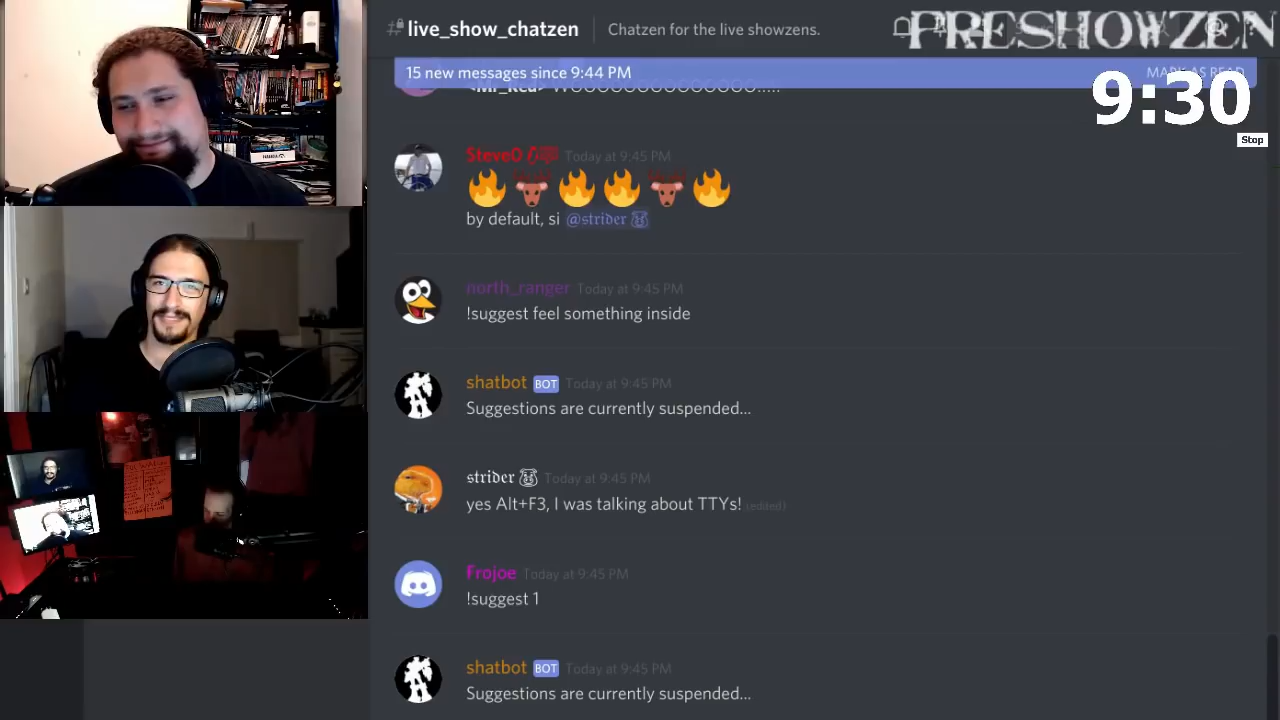 PRESHOWZEN
live_show_chatzen
Chatzen for the live showzens.
15 new messages since 9:44 PM
MARK AS READ
9:30
Stop
Steve0
Today at 9:45 PM
by default, si @strider
north_ranger Today at 9:45 PM
!suggest feel something inside
shatbot BOT Today at 9:45 PM
Suggestions are currently suspended...
strider Today at 9:45 PM
yes Alt+F3, I was talking about TTYs! (edited)
Frojoe Today at 9:45 PM
!suggest 1
shatbot BOT Today at 9:45 PM
Suggestions are currently suspended...